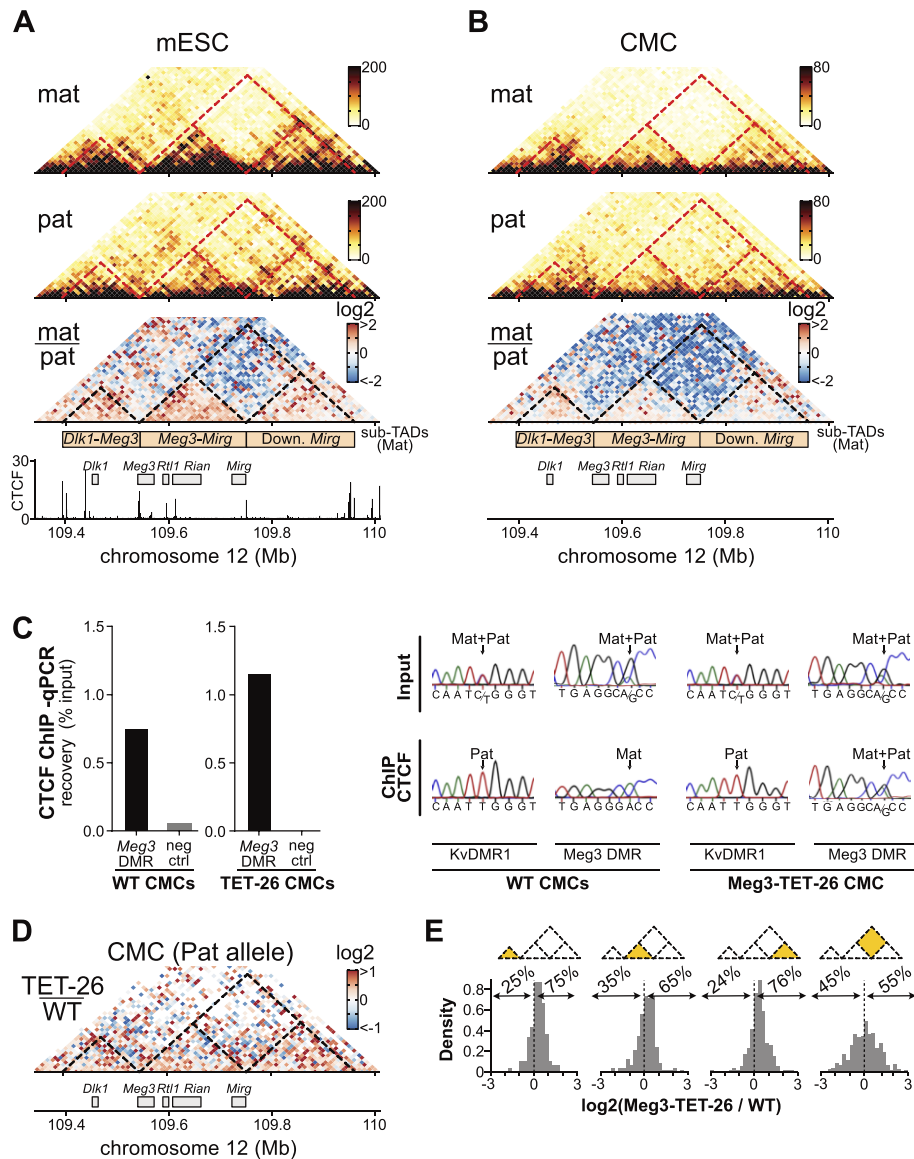 A
mESC
mat
200
0
pat
200
0
mat
pat
log2
>2
<-2
Dlk1-Meg3
Meg3-Mirg
Down. Mirg
sub-TADs
(Mat)
30
CTCF
0
Dlk1
Meg3
Rtl1
Rian
Mirg
109.4
109.6
109.8
110
chromosome 12 (Mb)
B
CMC
mat
80
0
pat
80
0
mat
pat
log2
>2
<-2
Dlk1-Meg3
Meg3-Mirg
Down. Mirg
sub-TADs
(Mat)
Dlk1
Meg3
Rtl1
Rian
Mirg
109.4
109.6
109.8
110
chromosome 12 (Mb)
C
CTCF ChIP -qPCR
recovery (% input)
1.5
1.0
0.5
0.0
Meg3
DMR
neg
ctrl
WT CMCs
1.5
1.0
0.5
0.0
Meg3
DMR
neg
ctrl
TET-26 CMCs
Input
Mat+Pat
C A A T C/T G G G T
Mat+Pat
T G A G G C A/G C C
Mat+Pat
C A A T C/T G G G T
Mat+Pat
T G A G G C A/G C C
ChIP
CTCF
Pat
C A A T T G G G T
Mat
T G A G G G A C C
Pat
C A A T T G G G T
Mat+Pat
T G A G G C A/G C C
KvDMR1
Meg3 DMR
KvDMR1
Meg3 DMR
WT CMCs
Meg3-TET-26 CMC
D
CMC (Pat allele)
TET-26
WT
log2
>1
<-1
Dlk1
Meg3
Rtl1
Rian
Mirg
109.4
109.6
109.8
110
chromosome 12 (Mb)
E
25%
75%
35%
65%
24%
76%
45%
55%
Density
0.8
0.6
0.4
0.2
0
-3
0
3
-3
0
3
-3
0
3
-3
0
3
log2(Meg3-TET-26 / WT)